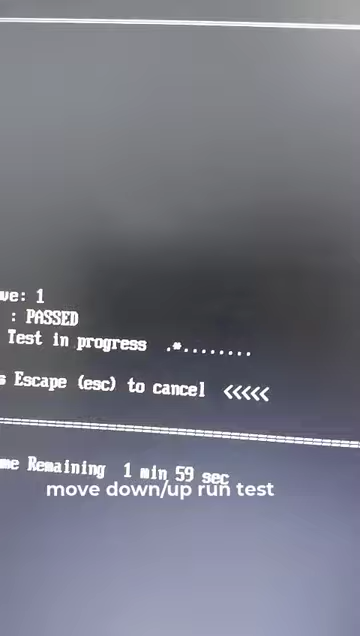 ve: 1
: PASSED
Test in progress .*........
s Escape (esc) to cancel <<<<<
me Remaining 1 min 59 sec
move down/up run test